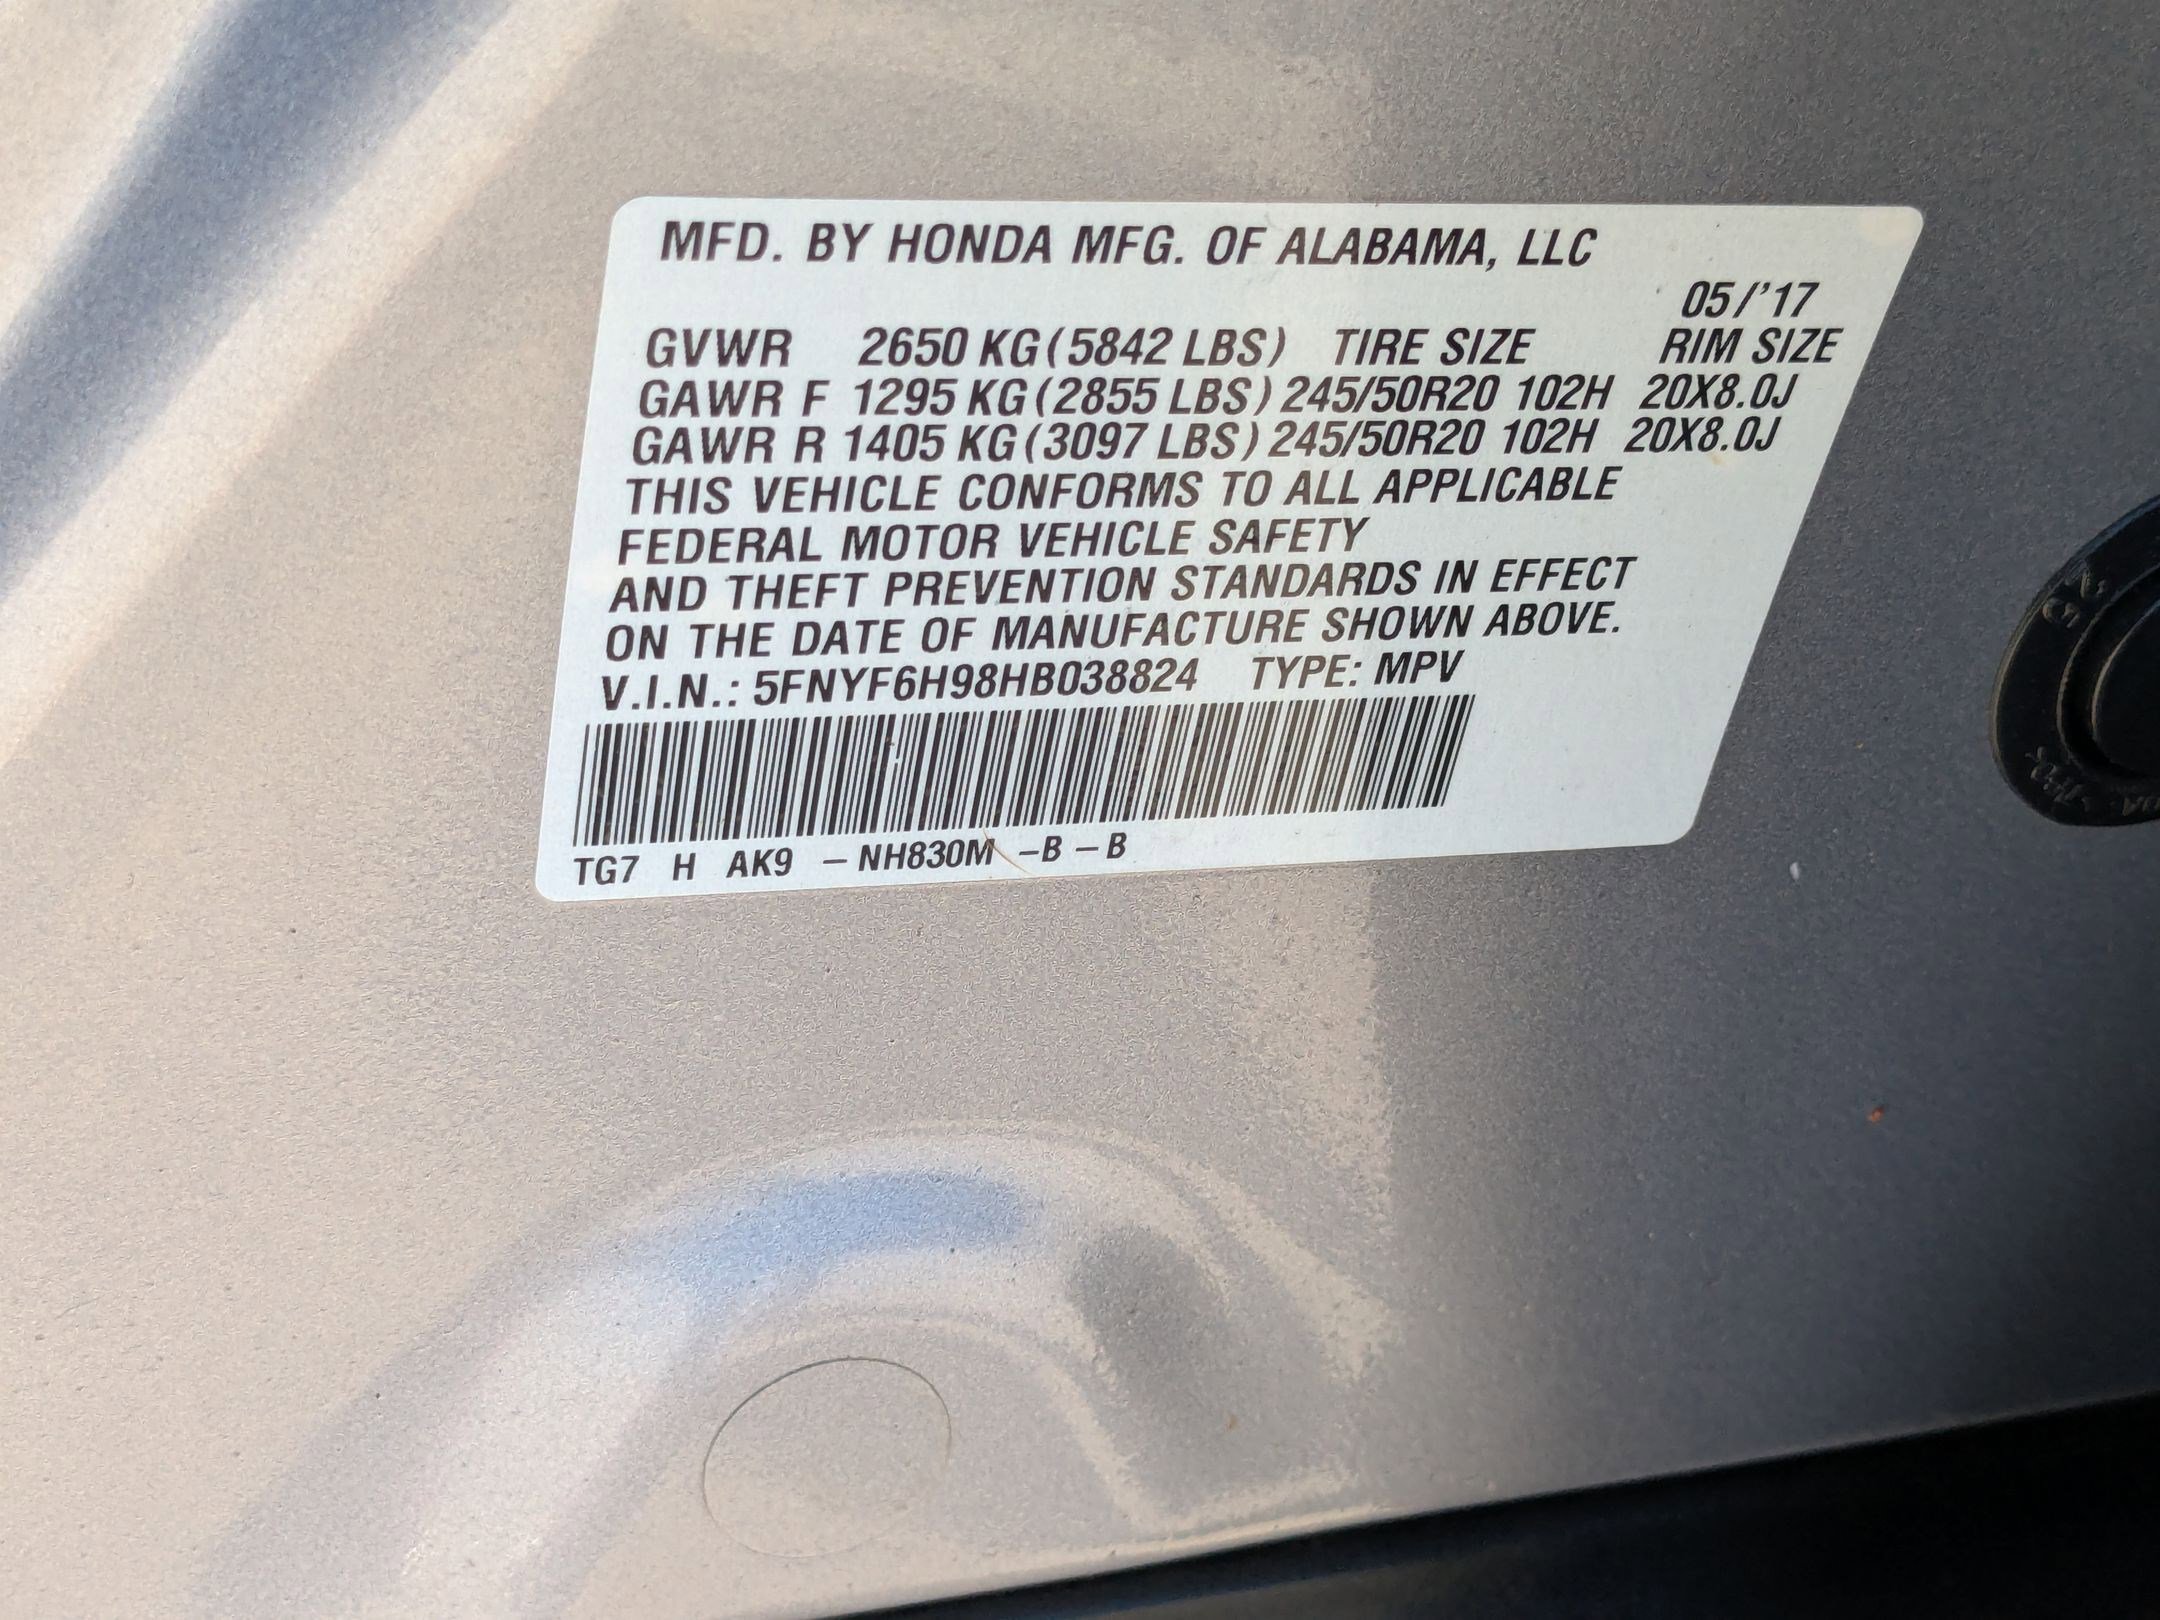 MFD. BY HONDA MFG. OF ALABAMA, LLC
05/'17
GVWR 2650 KG (5842 LBS) TIRE SIZE RIM SIZE
GAWR F 1295 KG (2855 LBS) 245/50R20 102H 20X8.0J
GAWR R 1405 KG (3097 LBS) 245/50R20 102H 20X8.0J
THIS VEHICLE CONFORMS TO ALL APPLICABLE
FEDERAL MOTOR VEHICLE SAFETY
AND THEFT PREVENTION STANDARDS IN EFFECT
ON THE DATE OF MANUFACTURE SHOWN ABOVE.
V.I.N.: 5FNYF6H98HB038824 TYPE: MPV
TG7 H AK9 – NH830M –B – B